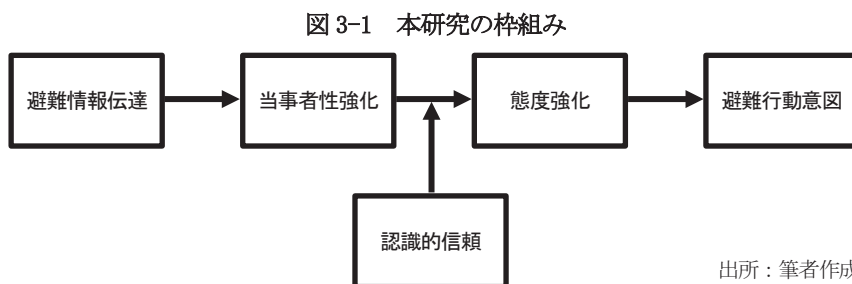 図 3-1 本研究の枠組み
避難情報伝達
当事者性強化
態度強化
避難行動意図
認識的信頼
出所：筆者作成